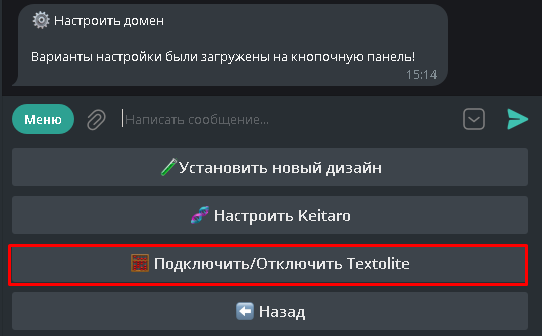 ⚙️ Настроить домен
Варианты настройки были загружены на кнопочную панель!
15:14
Меню
Написать сообщение...
Установить новый дизайн
Настроить Keitaro
Подключить/Отключить Textolite
Назад